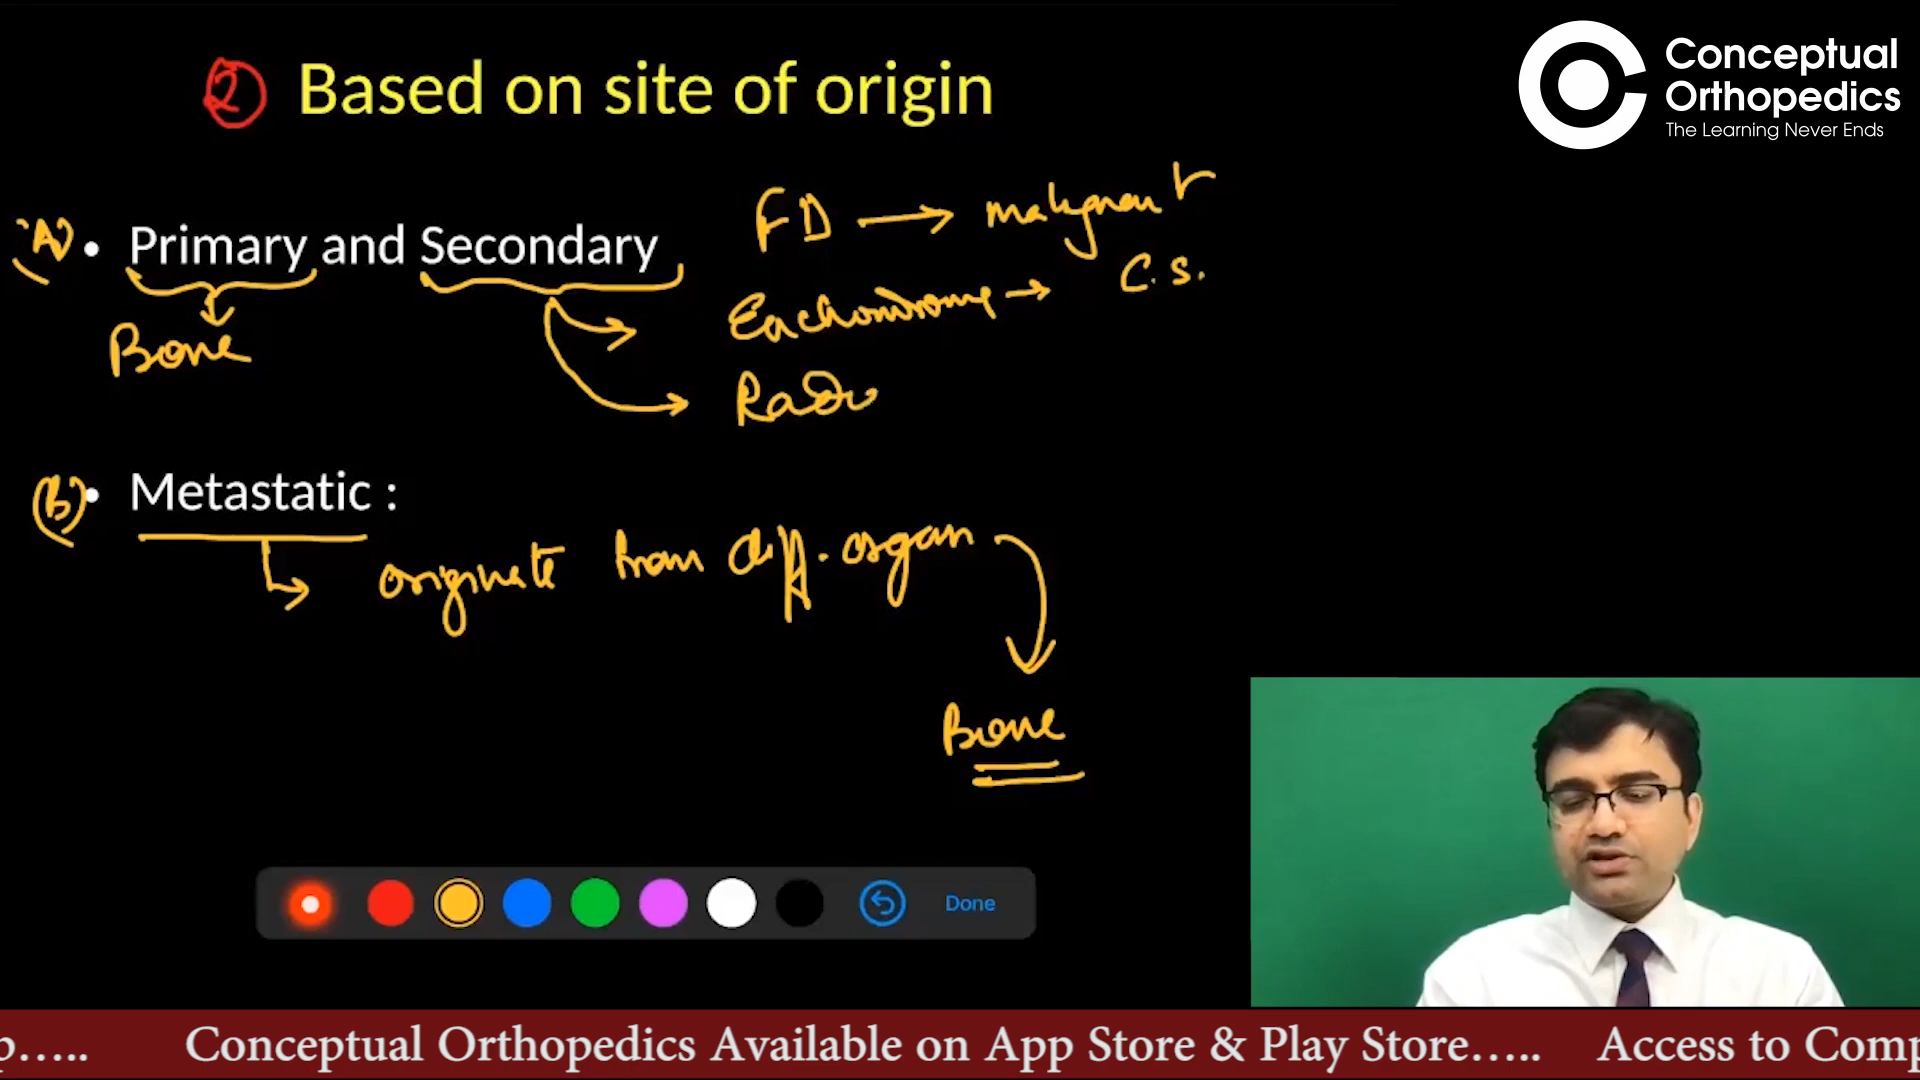 ② Based on site of origin
Conceptual
Orthopedics
The Learning Never Ends
(A) • Primary and Secondary
Bone
FD → malignant
Enchondroma → C.S.
Radio
(B) • Metastatic :
originate from diff. organ
Bone
Done
p..... Conceptual Orthopedics Available on App Store & Play Store..... Access to Comp